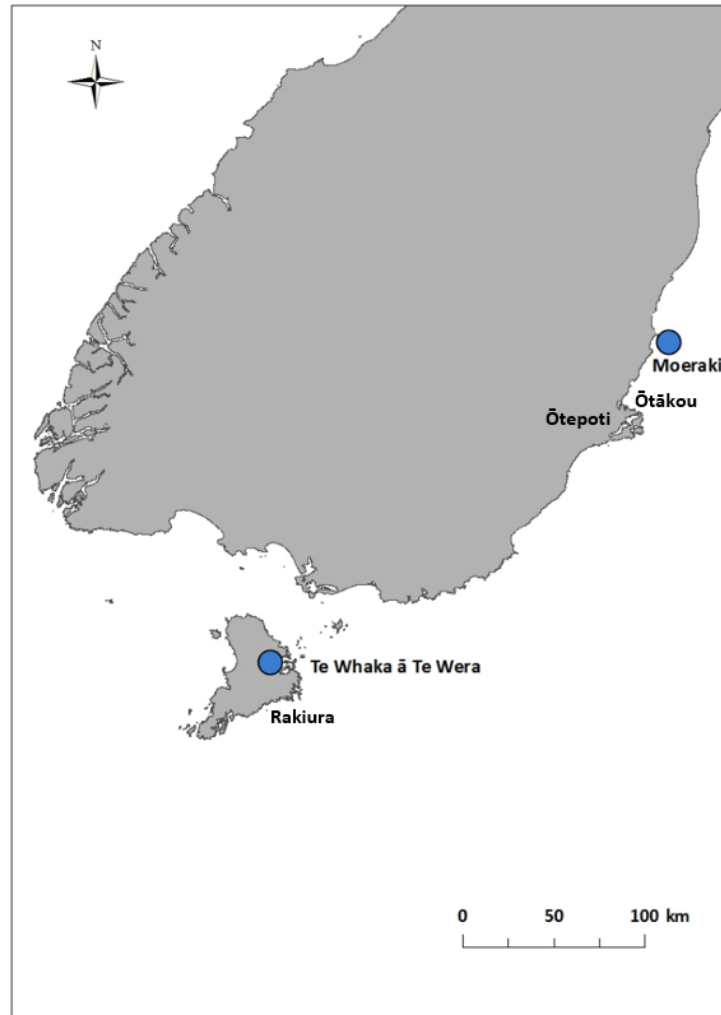 N
Moeraki
Ōtākou
Ōtepoti
Te Whaka ā Te Wera
Rakiura
0 50 100 km